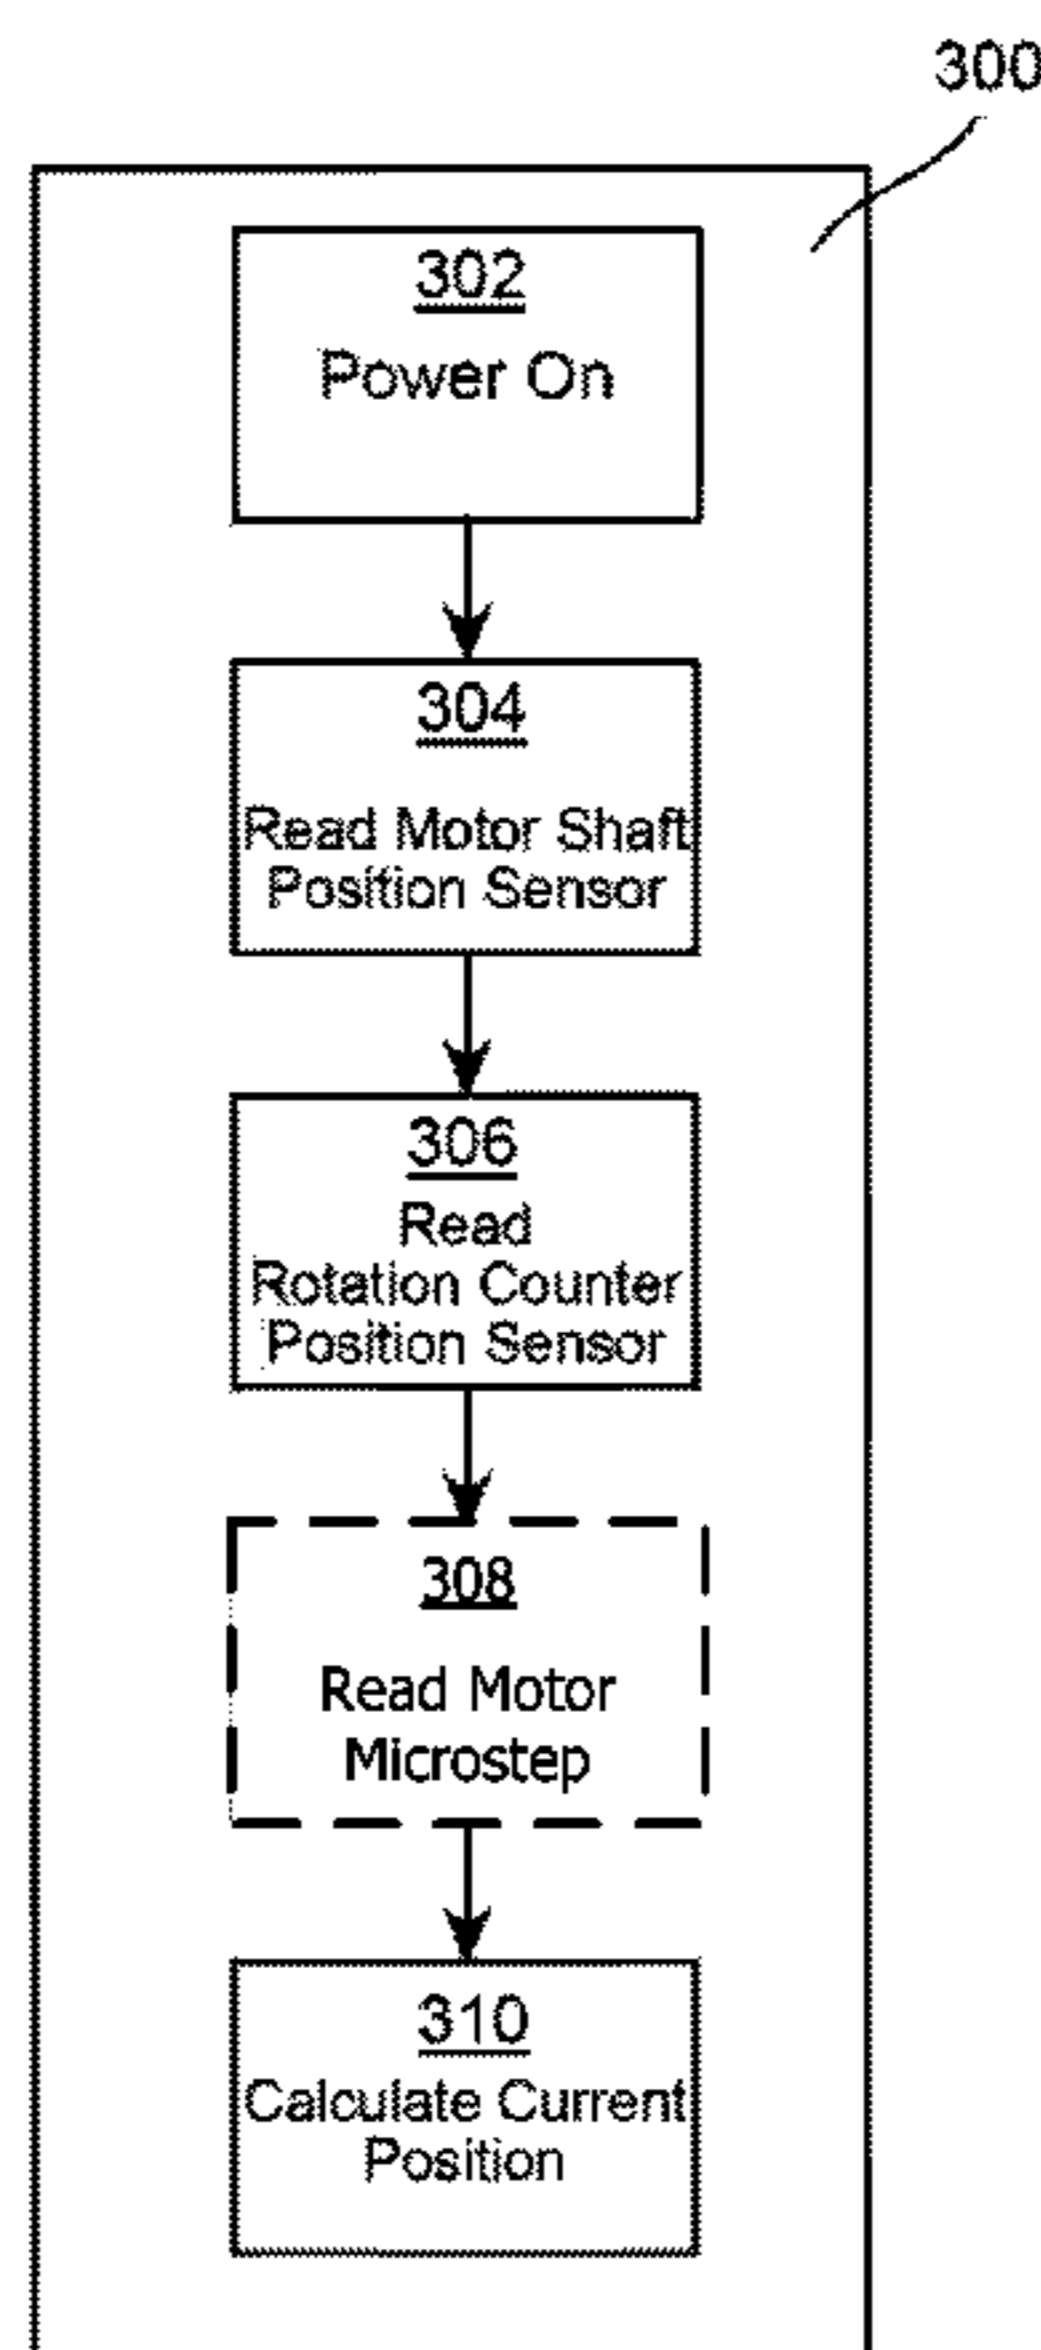 300
302
Power On
304
Read Motor Shaft
Position Sensor
306
Read
Rotation Counter
Position Sensor
308
Read Motor
Microstep
310
Calculate Current
Position